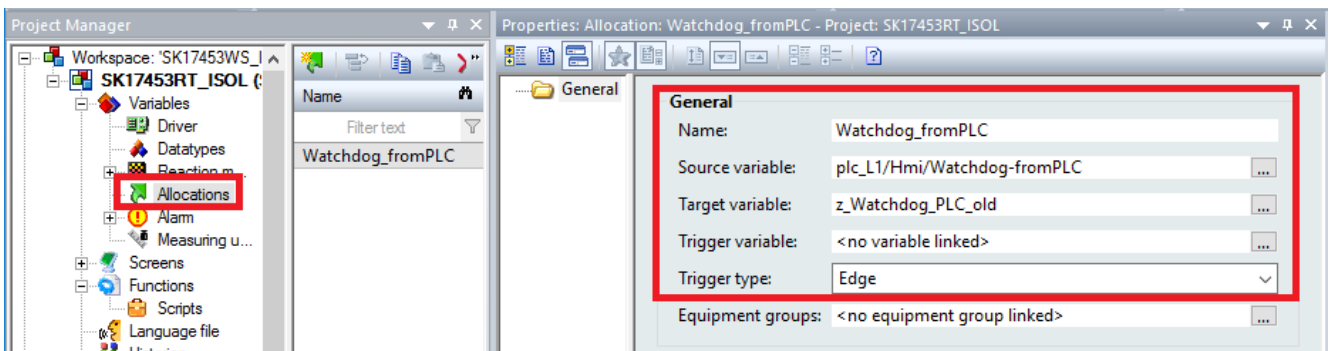 Project Manager
Workspace: 'SK17453WS_I
SK17453RT_ISOL (
Variables
Driver
Datatypes
Reaction m...
Allocations
Alarm
Measuring u...
Screens
Functions
Scripts
Language file
Name
Filter text
Watchdog_fromPLC
Properties: Allocation: Watchdog_fromPLC - Project: SK17453RT_ISOL
General
General
Name: Watchdog_fromPLC
Source variable: plc_L1/Hmi/Watchdog-fromPLC ...
Target variable: z_Watchdog_PLC_old ...
Trigger variable: <no variable linked> ...
Trigger type: Edge
Equipment groups: <no equipment group linked> ...